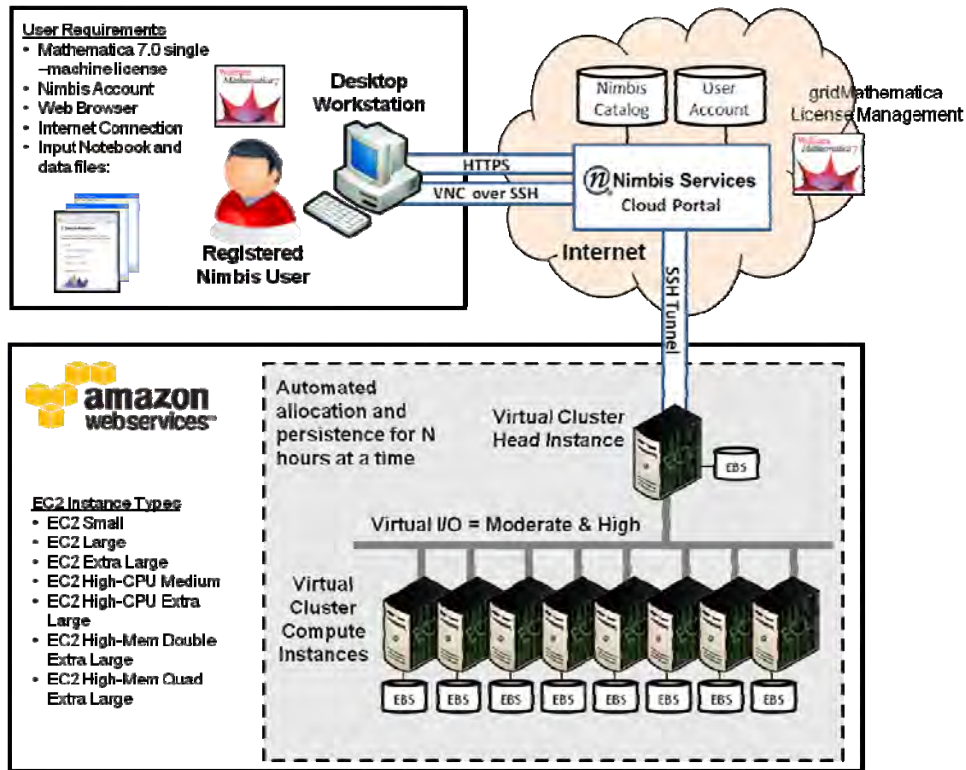 User Requirements
• Mathematica 7.0 single
–machine license
• Nimbis Account
• Web Browser
• Internet Connection
• Input Notebook and
data files:
Desktop
Workstation
Registered
Nimbis User
HTTPS
VNC over SSH
Nimbis
Catalog
User
Account
gridMathematica
License Management
Nimbis Services
Cloud Portal
Internet
SSH Tunnel
amazon
webservices™
EC2 Instance Types
• EC2 Small
• EC2 Large
• EC2 Extra Large
• EC2 High-CPU Medium
• EC2 High-CPU Extra
Large
• EC2 High-Mem Double
Extra Large
• EC2 High-Mem Quad
Extra Large
Automated
allocation and
persistence for N
hours at a time
Virtual Cluster
Head Instance
EBS
Virtual I/O = Moderate & High
Virtual
Cluster
Compute
Instances
EBS
EBS
EBS
EBS
EBS
EBS
EBS
EBS